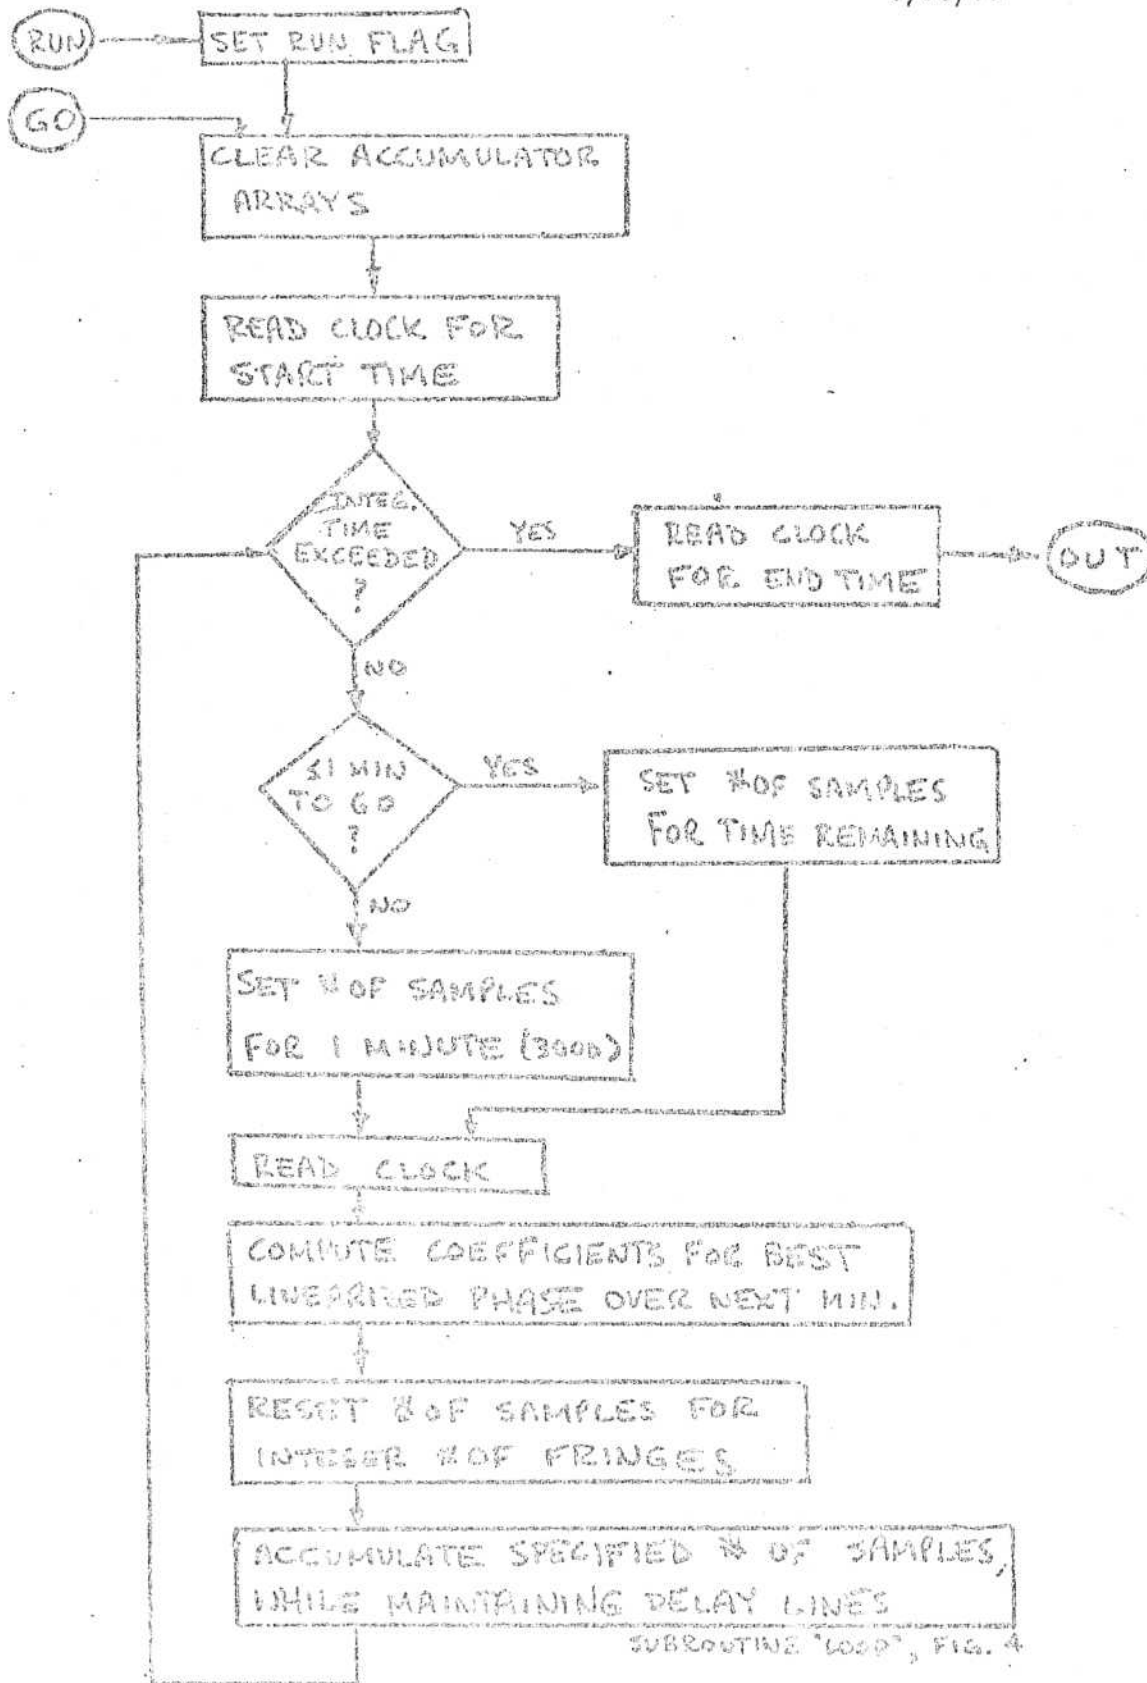 RUN
SET RUN FLAG
GO
CLEAR ACCUMULATOR
ARRAYS
READ CLOCK FOR
START TIME
INTEG.
TIME
EXCEEDED
?
YES
READ CLOCK
FOR END TIME
OUT
NO
≤1 MIN
TO GO
?
YES
SET # OF SAMPLES
FOR TIME REMAINING
NO
SET # OF SAMPLES
FOR 1 MINUTE (3000)
READ CLOCK
COMPUTE COEFFICIENTS FOR BEST
LINEARIZED PHASE OVER NEXT MIN.
RESET # OF SAMPLES FOR
INTEGER # OF FRINGES
ACCUMULATE SPECIFIED # OF SAMPLES,
WHILE MAINTAINING DELAY LINES
SUBROUTINE "LOOP", FIG. 4